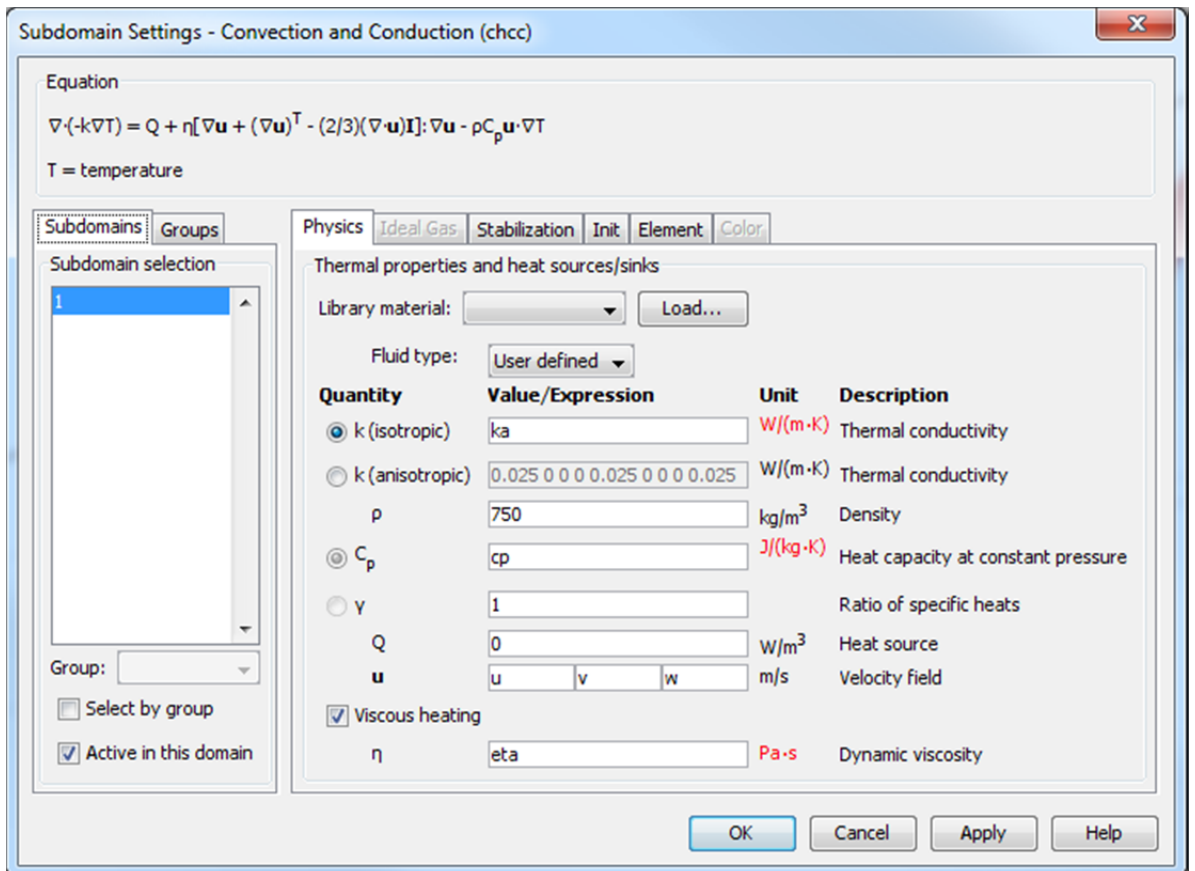 Subdomain Settings - Convection and Conduction (chcc)
Equation
∇·(-k∇T) = Q + η[∇u + (∇u)ᵀ - (2/3)(∇·u)I]:∇u - ρCₚu·∇T
T = temperature
Subdomains Groups
Subdomain selection
1
Group:
Select by group
Active in this domain
Physics Ideal Gas Stabilization Init Element Color
Thermal properties and heat sources/sinks
Library material: Load...
Fluid type: User defined
Quantity Value/Expression Unit Description
k (isotropic) ka W/(m·K) Thermal conductivity
k (anisotropic) 0.025 0 0 0 0.025 0 0 0 0.025 W/(m·K) Thermal conductivity
ρ 750 kg/m³ Density
Cₚ cp J/(kg·K) Heat capacity at constant pressure
γ 1 Ratio of specific heats
Q 0 W/m³ Heat source
u u v w m/s Velocity field
Viscous heating
η eta Pa·s Dynamic viscosity
OK Cancel Apply Help